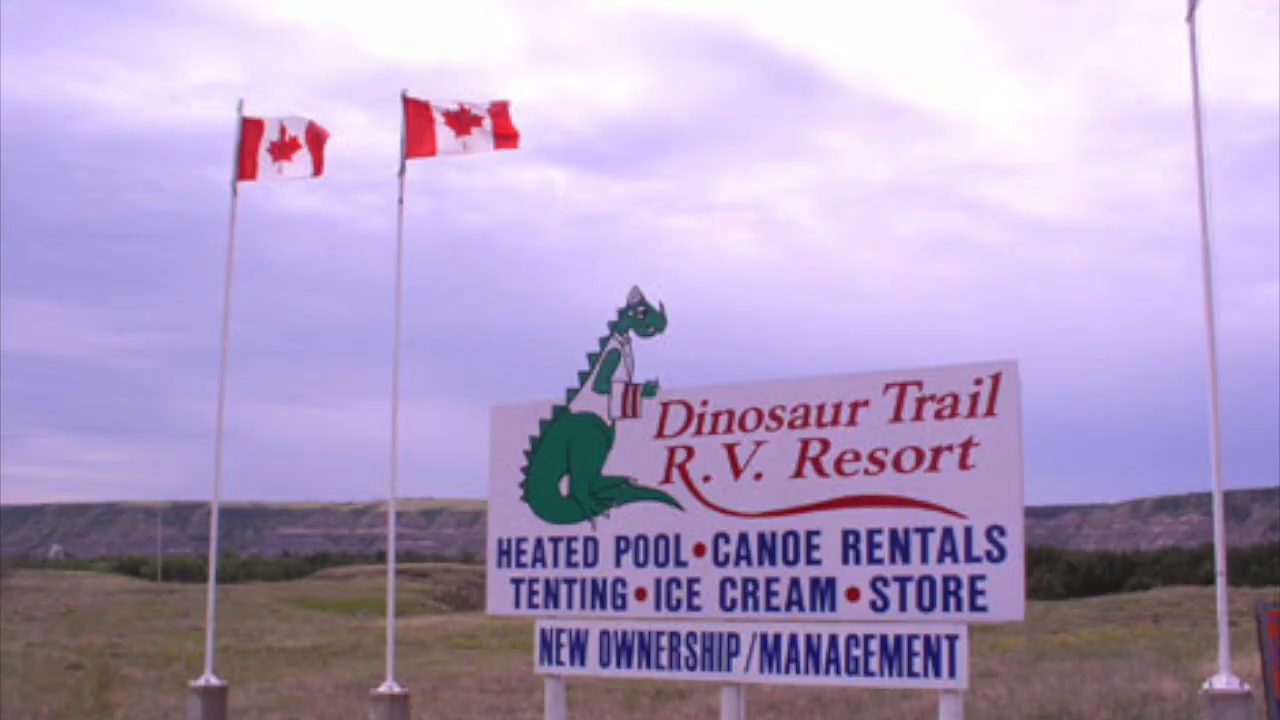 Dinosaur Trail
R.V. Resort
HEATED POOL•CANOE RENTALS
TENTING•ICE CREAM•STORE
NEW OWNERSHIP/MANAGEMENT